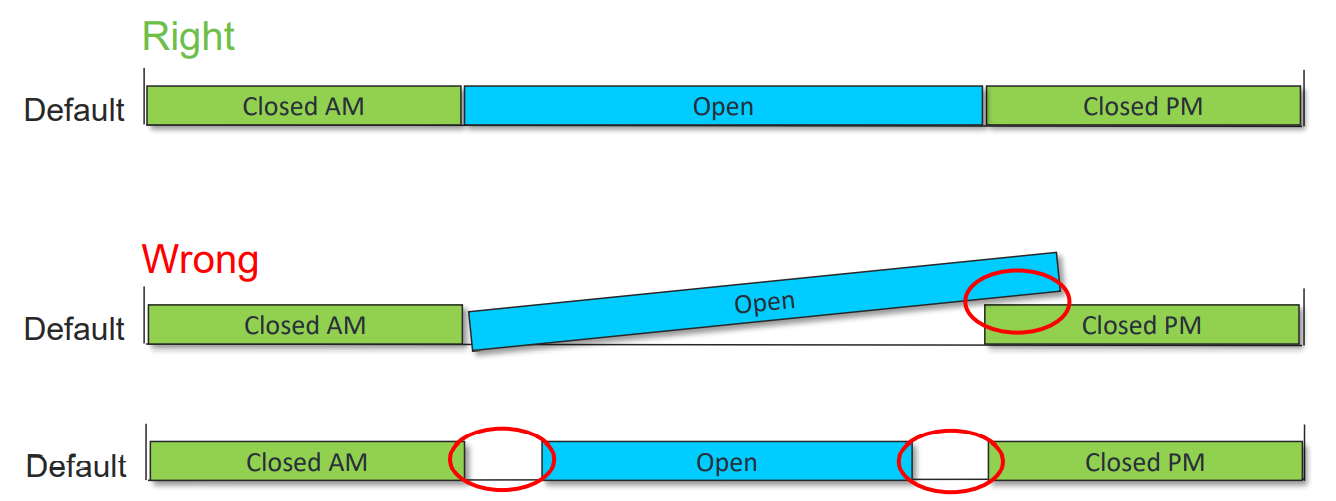 Right
Default Closed AM Open Closed PM
Wrong
Open
Default Closed AM Closed PM
Default Closed AM Open Closed PM